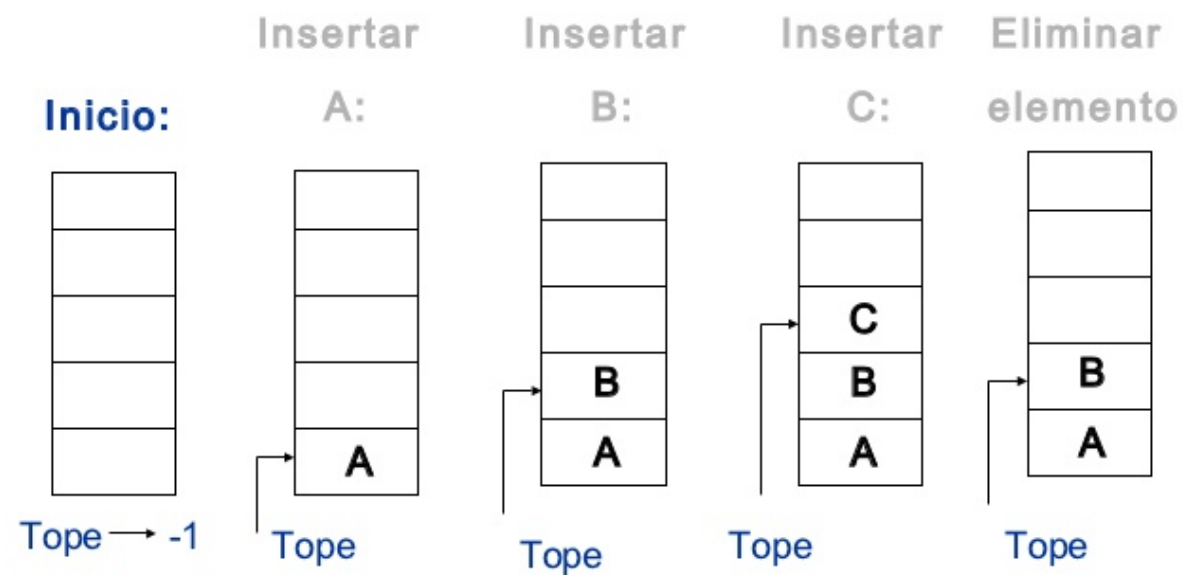 Insertar
A:
Insertar
B:
Insertar
C:
Eliminar
elemento
Inicio:
A
B
A
C
B
A
B
A
Tope → -1
Tope
Tope
Tope
Tope